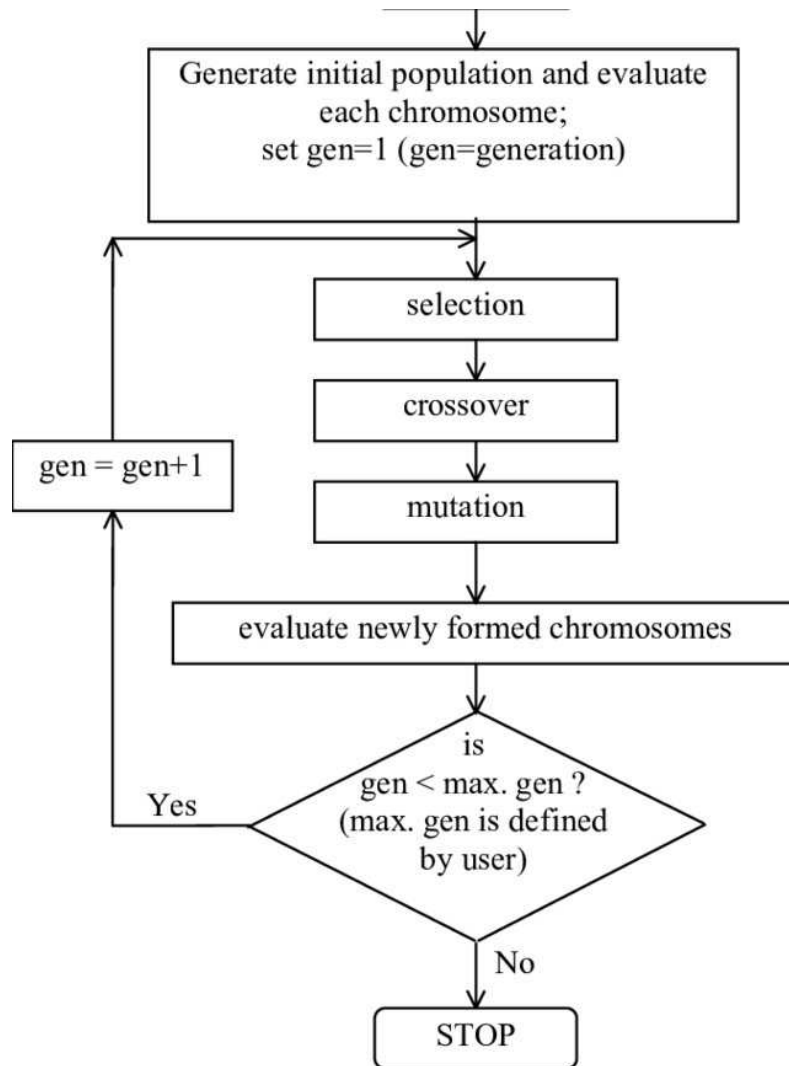 Generate initial population and evaluate
each chromosome;
set gen=1 (gen=generation)
selection
crossover
gen = gen+1
mutation
evaluate newly formed chromosomes
is
gen < max. gen ?
(max. gen is defined
by user)
Yes
No
STOP